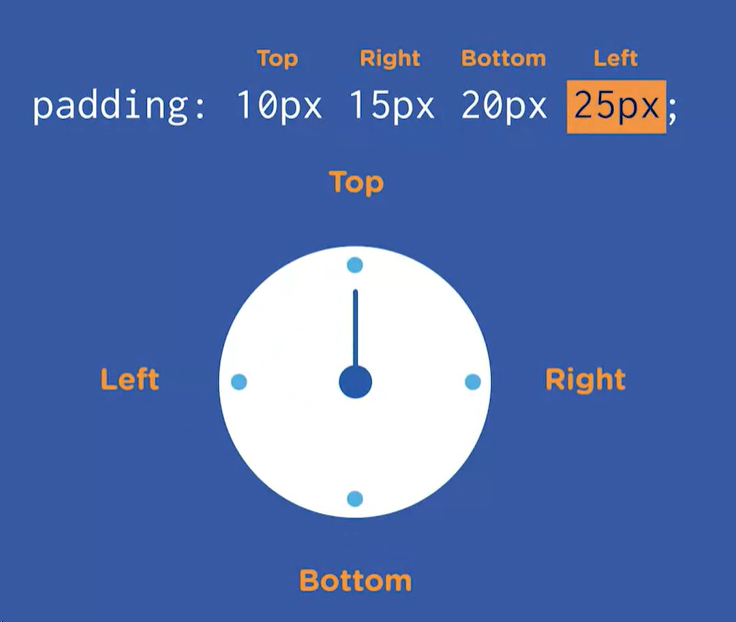 Top Right Bottom Left
padding: 10px 15px 20px 25px;
Top
Left Right
Bottom